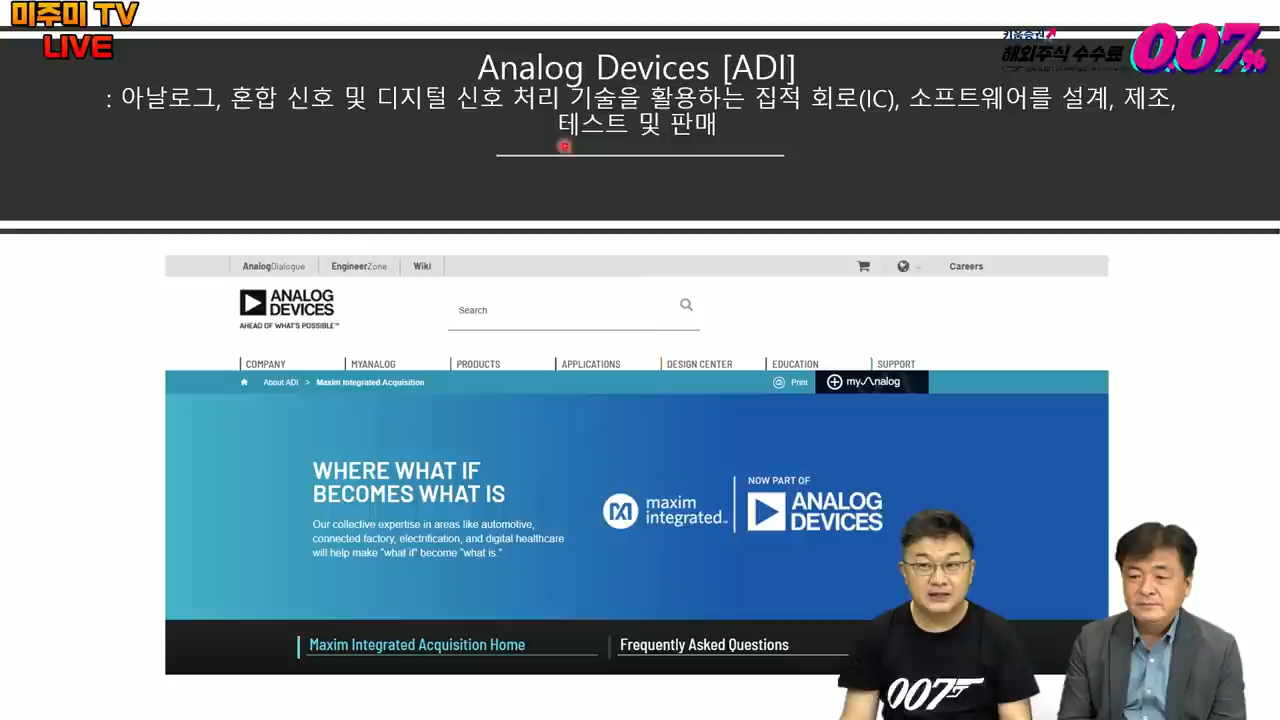 미주미 TV
LIVE
키움증권
해외주식 수수료 0.07%
Analog Devices [ADI]
: 아날로그, 혼합 신호 및 디지털 신호 처리 기술을 활용하는 집적 회로(IC), 소프트웨어를 설계, 제조,
테스트 및 판매
AnalogDialogue EngineerZone Wiki Careers
ANALOG
DEVICES
AHEAD OF WHAT'S POSSIBLE™
Search
COMPANY MYANALOG PRODUCTS APPLICATIONS DESIGN CENTER EDUCATION SUPPORT
About ADI > Maxim Integrated Acquisition Print myAnalog
WHERE WHAT IF
BECOMES WHAT IS
Our collective expertise in areas like automotive,
connected factory, electrification, and digital healthcare
will help make "what if" become "what is."
maxim
integrated™
NOW PART OF
ANALOG
DEVICES
Maxim Integrated Acquisition Home Frequently Asked Questions
007